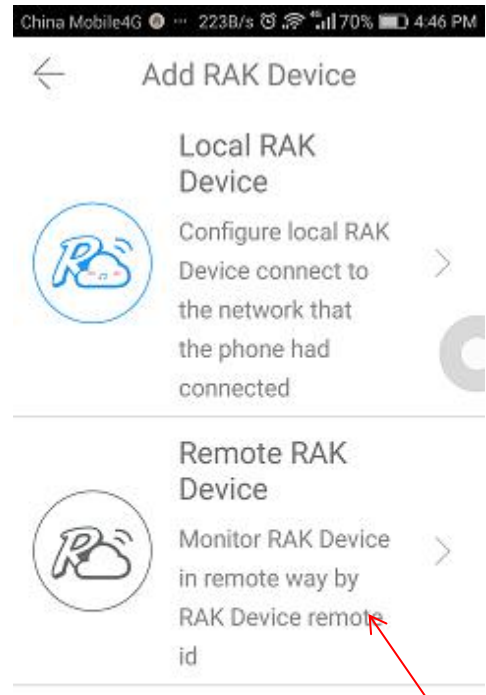 China Mobile4G ... 223B/s 4G 70% 4:46 PM
Add RAK Device
Local RAK
Device
Configure local RAK
Device connect to
the network that
the phone had
connected
Remote RAK
Device
Monitor RAK Device
in remote way by
RAK Device remote
id